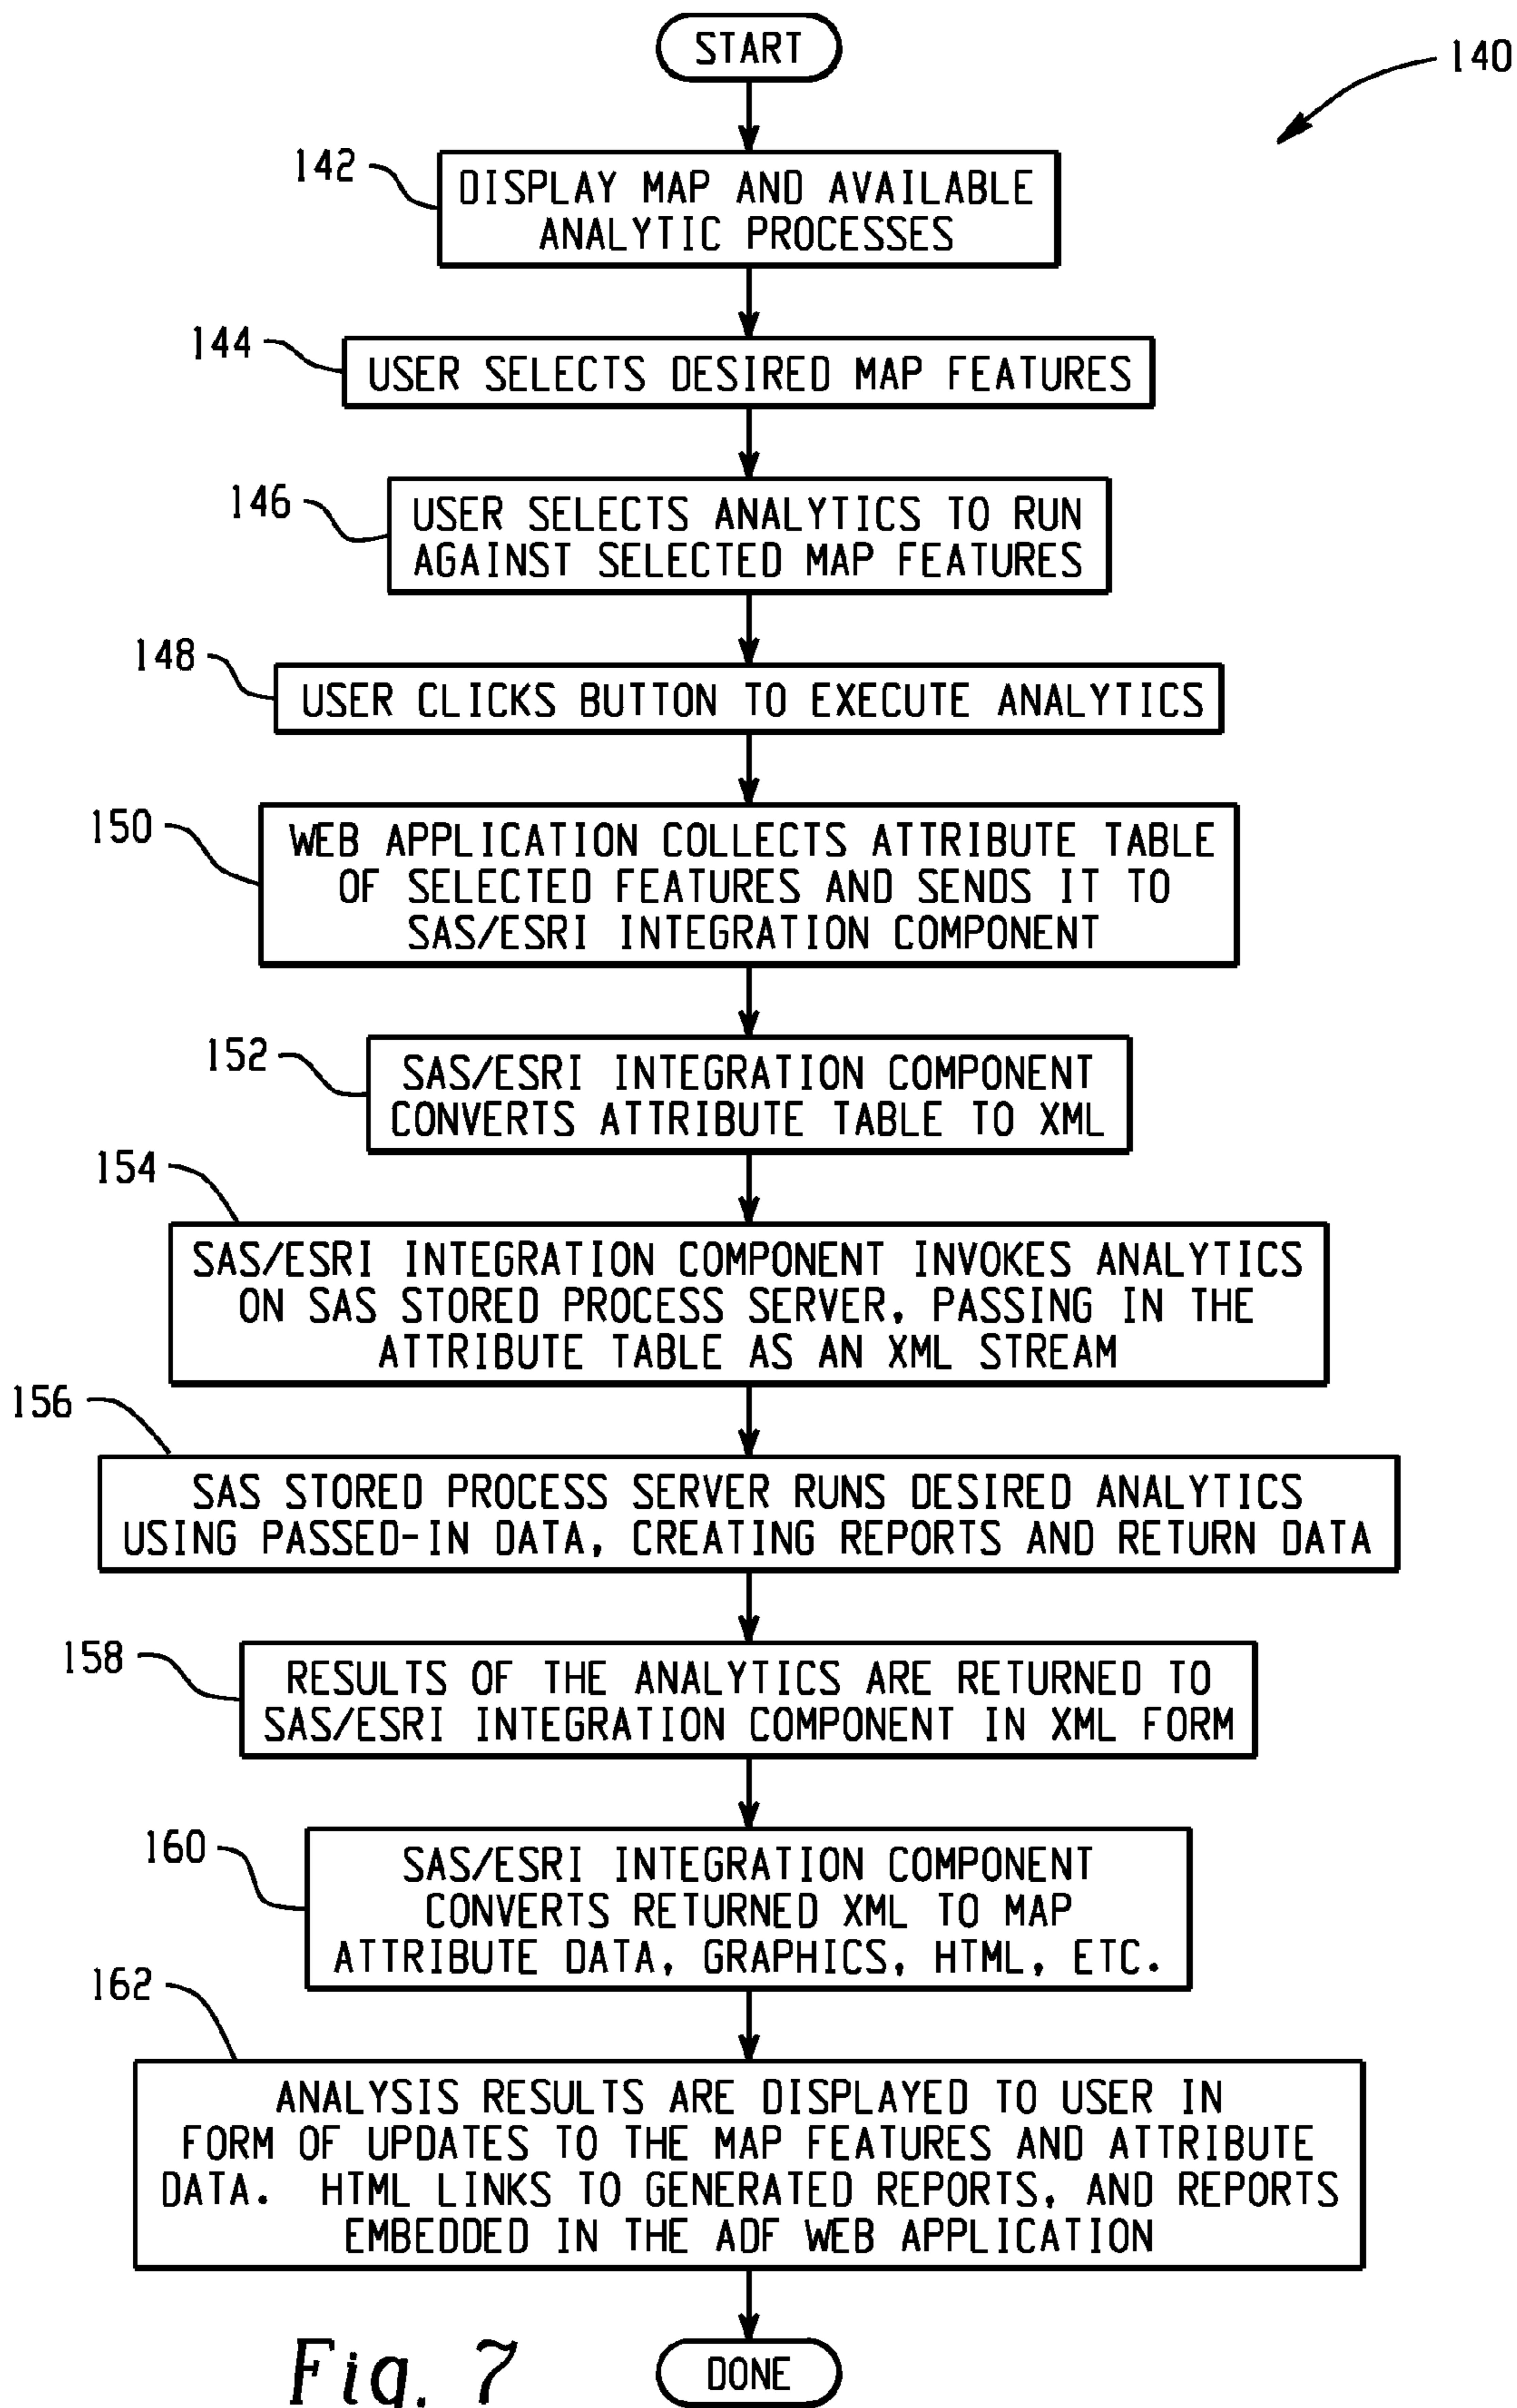 START
140
142
DISPLAY MAP AND AVAILABLE
ANALYTIC PROCESSES
144
USER SELECTS DESIRED MAP FEATURES
146
USER SELECTS ANALYTICS TO RUN
AGAINST SELECTED MAP FEATURES
148
USER CLICKS BUTTON TO EXECUTE ANALYTICS
150
WEB APPLICATION COLLECTS ATTRIBUTE TABLE
OF SELECTED FEATURES AND SENDS IT TO
SAS/ESRI INTEGRATION COMPONENT
152
SAS/ESRI INTEGRATION COMPONENT
CONVERTS ATTRIBUTE TABLE TO XML
154
SAS/ESRI INTEGRATION COMPONENT INVOKES ANALYTICS
ON SAS STORED PROCESS SERVER, PASSING IN THE
ATTRIBUTE TABLE AS AN XML STREAM
156
SAS STORED PROCESS SERVER RUNS DESIRED ANALYTICS
USING PASSED-IN DATA, CREATING REPORTS AND RETURN DATA
158
RESULTS OF THE ANALYTICS ARE RETURNED TO
SAS/ESRI INTEGRATION COMPONENT IN XML FORM
160
SAS/ESRI INTEGRATION COMPONENT
CONVERTS RETURNED XML TO MAP
ATTRIBUTE DATA, GRAPHICS, HTML, ETC.
162
ANALYSIS RESULTS ARE DISPLAYED TO USER IN
FORM OF UPDATES TO THE MAP FEATURES AND ATTRIBUTE
DATA. HTML LINKS TO GENERATED REPORTS, AND REPORTS
EMBEDDED IN THE ADF WEB APPLICATION
DONE
Fig. 7